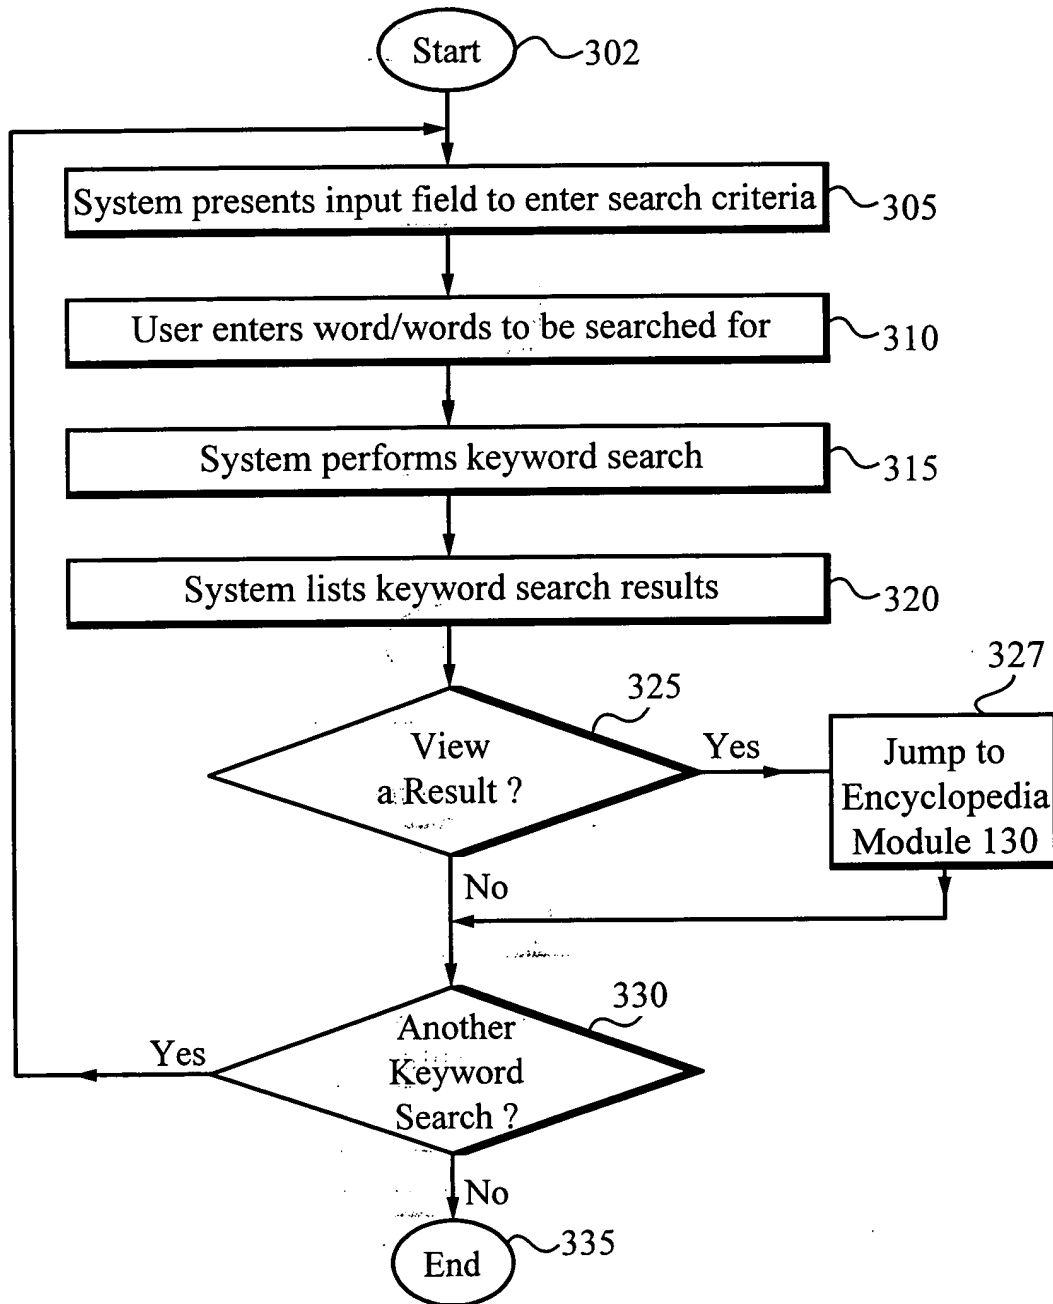 Start
302
System presents input field to enter search criteria
305
User enters word/words to be searched for
310
System performs keyword search
315
System lists keyword search results
320
327
325
View
a Result ?
Yes
Jump to
Encyclopedia
Module 130
No
330
Another
Keyword
Search ?
Yes
No
End
335